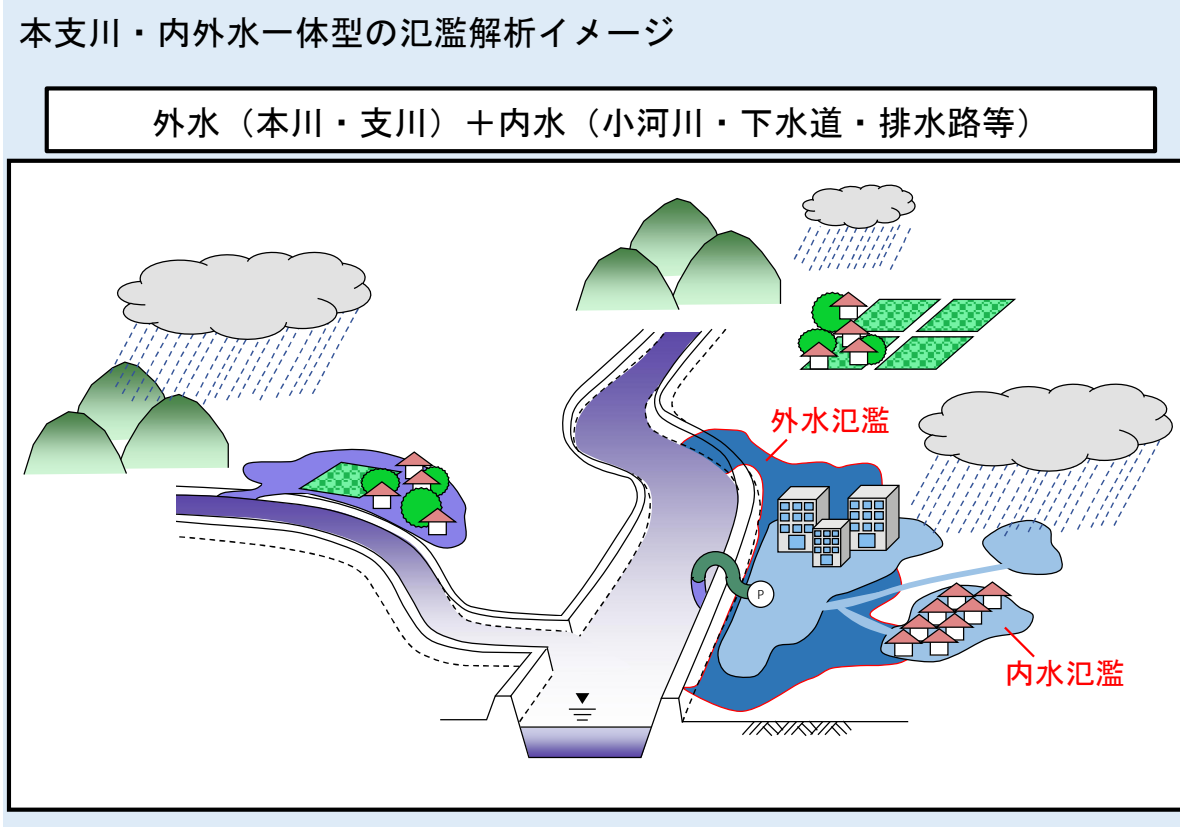 本支川・内外水一体型の氾濫解析イメージ
外水（本川・支川）＋内水（小河川・下水道・排水路等）
外水氾濫
P
内水氾濫